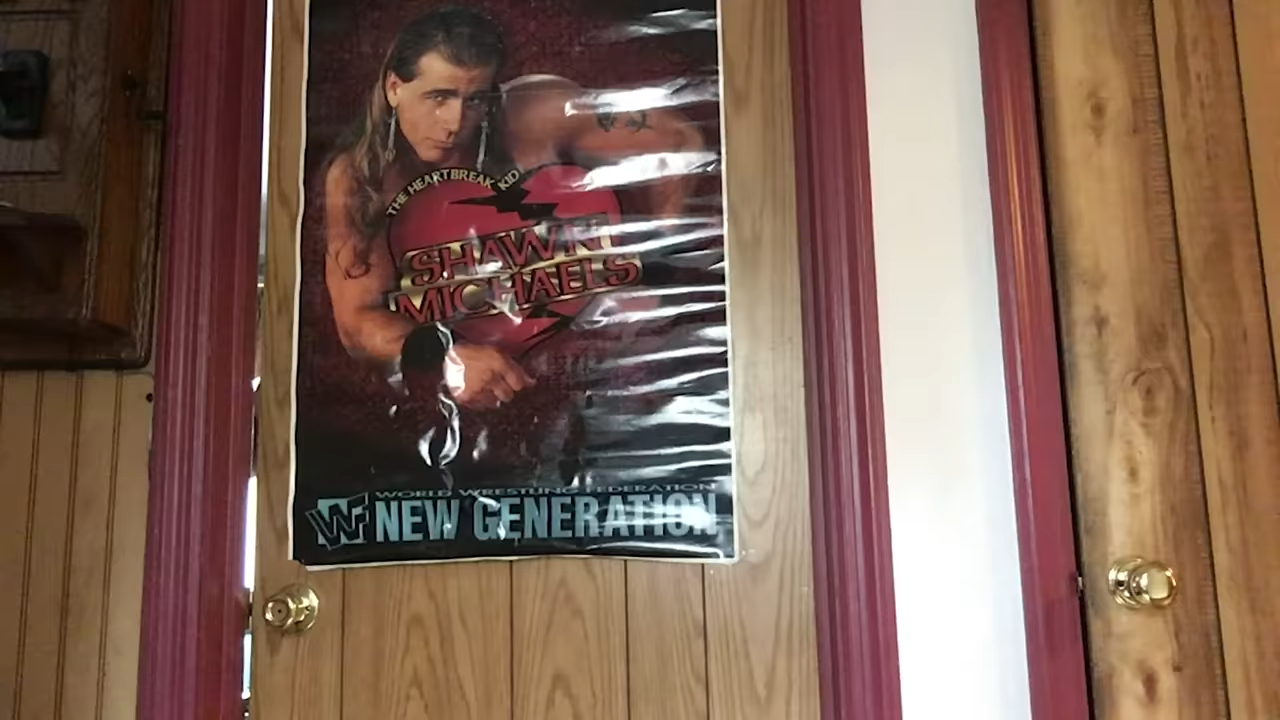 THE HEARTBREAK KID
SHAWN
MICHAELS
WORLD WRESTLING FEDERATION
WF NEW GENERATION